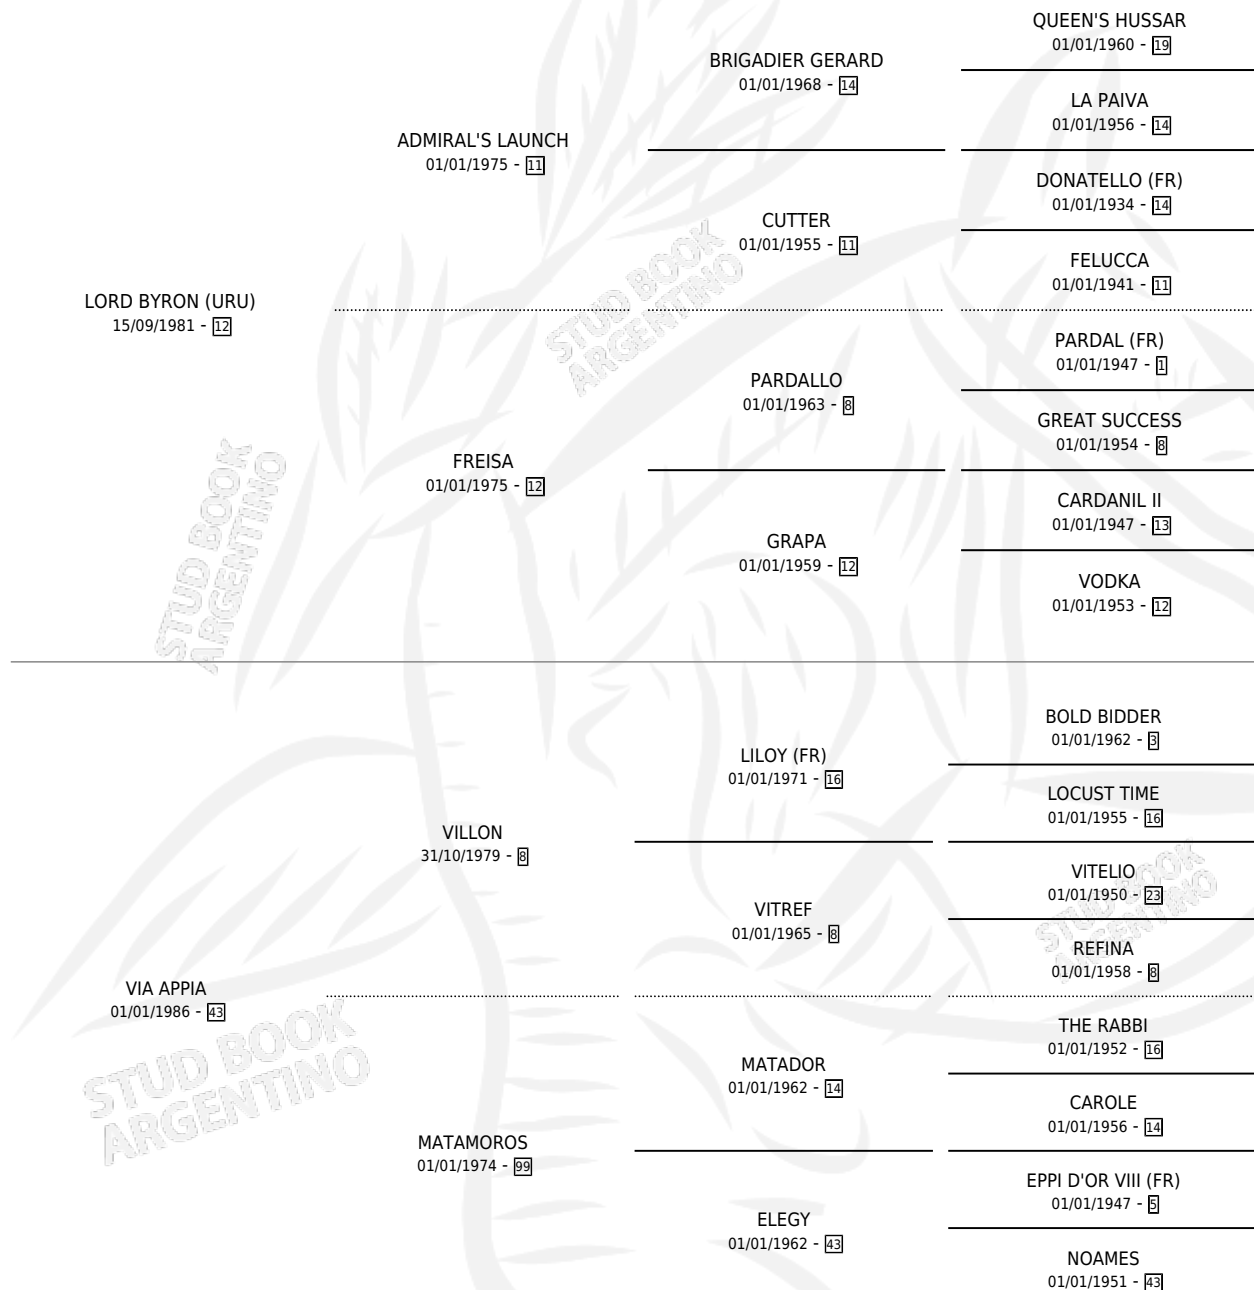 QUEEN'S HUSSAR
01/01/1960 - 19
BRIGADIER GERARD
01/01/1968 - 14
LA PAIVA
01/01/1956 - 14
ADMIRAL'S LAUNCH
01/01/1975 - 11
DONATELLO (FR)
01/01/1934 - 14
CUTTER
01/01/1955 - 11
FELUCCA
01/01/1941 - 11
LORD BYRON (URU)
15/09/1981 - 12
PARDAL (FR)
01/01/1947 - 1
PARDALLO
01/01/1963 - 8
GREAT SUCCESS
01/01/1954 - 8
FREISA
01/01/1975 - 12
CARDANIL II
01/01/1947 - 13
GRAPA
01/01/1959 - 12
VODKA
01/01/1953 - 12
BOLD BIDDER
01/01/1962 - 3
LILOY (FR)
01/01/1971 - 16
LOCUST TIME
01/01/1955 - 16
VILLON
31/10/1979 - 8
VITELIO
01/01/1950 - 23
VITREF
01/01/1965 - 8
REFINA
01/01/1958 - 8
VIA APPIA
01/01/1986 - 43
THE RABBI
01/01/1952 - 16
MATADOR
01/01/1962 - 14
CAROLE
01/01/1956 - 14
MATAMOROS
01/01/1974 - 99
EPPI D'OR VIII (FR)
01/01/1947 - 5
ELEGY
01/01/1962 - 43
NOAMES
01/01/1951 - 43
STUD BOOK
ARGENTINO
STUD BOOK
ARGENTINO
STUD BOOK
ARGENTINO
STUD BOOK
ARGENTINO